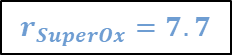 r_SuperOx = 7.7